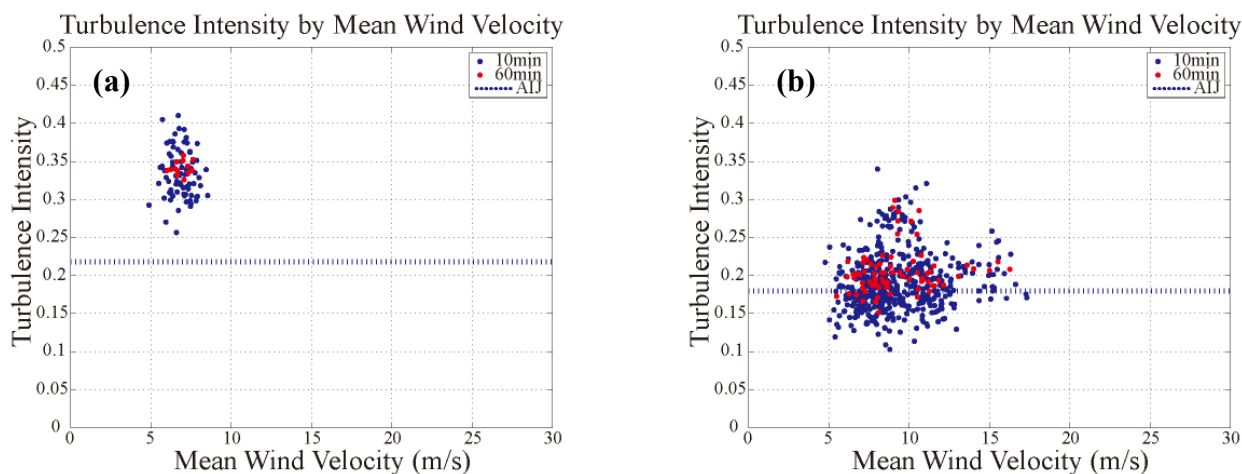 Turbulence Intensity by Mean Wind Velocity
(a)
10min
60min
AIJ
Turbulence Intensity
0.5
0.45
0.4
0.35
0.3
0.25
0.2
0.15
0.1
0.05
0
0 5 10 15 20 25 30
Mean Wind Velocity (m/s)
Turbulence Intensity by Mean Wind Velocity
(b)
10min
60min
AIJ
Turbulence Intensity
0.5
0.45
0.4
0.35
0.3
0.25
0.2
0.15
0.1
0.05
0
0 5 10 15 20 25 30
Mean Wind Velocity (m/s)